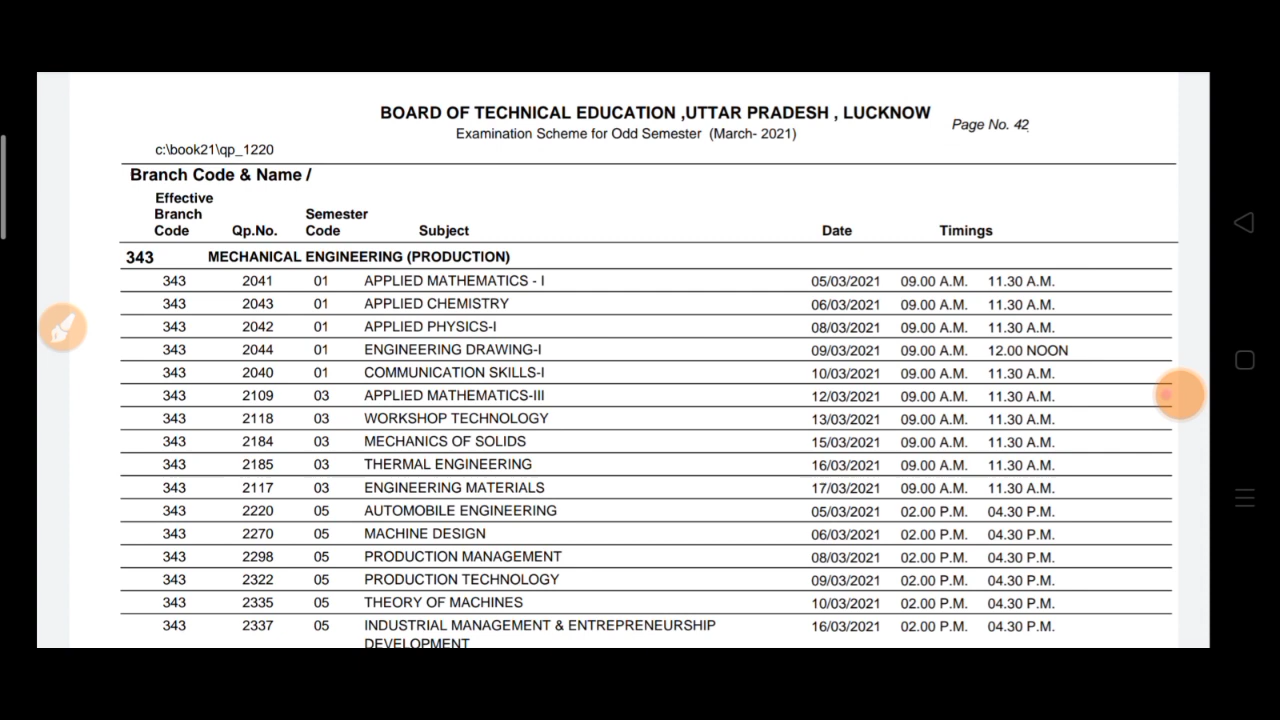 BOARD OF TECHNICAL EDUCATION ,UTTAR PRADESH , LUCKNOW
Page No. 42
Examination Scheme for Odd Semester (March- 2021)
c:\book21\qp_1220
Branch Code & Name /
Effective Branch Code Qp.No. Semester Code Subject Date Timings
343 MECHANICAL ENGINEERING (PRODUCTION)
343 2041 01 APPLIED MATHEMATICS - I 05/03/2021 09.00 A.M. 11.30 A.M.
343 2043 01 APPLIED CHEMISTRY 06/03/2021 09.00 A.M. 11.30 A.M.
343 2042 01 APPLIED PHYSICS-I 08/03/2021 09.00 A.M. 11.30 A.M.
343 2044 01 ENGINEERING DRAWING-I 09/03/2021 09.00 A.M. 12.00 NOON
343 2040 01 COMMUNICATION SKILLS-I 10/03/2021 09.00 A.M. 11.30 A.M.
343 2109 03 APPLIED MATHEMATICS-III 12/03/2021 09.00 A.M. 11.30 A.M.
343 2118 03 WORKSHOP TECHNOLOGY 13/03/2021 09.00 A.M. 11.30 A.M.
343 2184 03 MECHANICS OF SOLIDS 15/03/2021 09.00 A.M. 11.30 A.M.
343 2185 03 THERMAL ENGINEERING 16/03/2021 09.00 A.M. 11.30 A.M.
343 2117 03 ENGINEERING MATERIALS 17/03/2021 09.00 A.M. 11.30 A.M.
343 2220 05 AUTOMOBILE ENGINEERING 05/03/2021 02.00 P.M. 04.30 P.M.
343 2270 05 MACHINE DESIGN 06/03/2021 02.00 P.M. 04.30 P.M.
343 2298 05 PRODUCTION MANAGEMENT 08/03/2021 02.00 P.M. 04.30 P.M.
343 2322 05 PRODUCTION TECHNOLOGY 09/03/2021 02.00 P.M. 04.30 P.M.
343 2335 05 THEORY OF MACHINES 10/03/2021 02.00 P.M. 04.30 P.M.
343 2337 05 INDUSTRIAL MANAGEMENT & ENTREPRENEURSHIP 16/03/2021 02.00 P.M. 04.30 P.M.
DEVELOPMENT